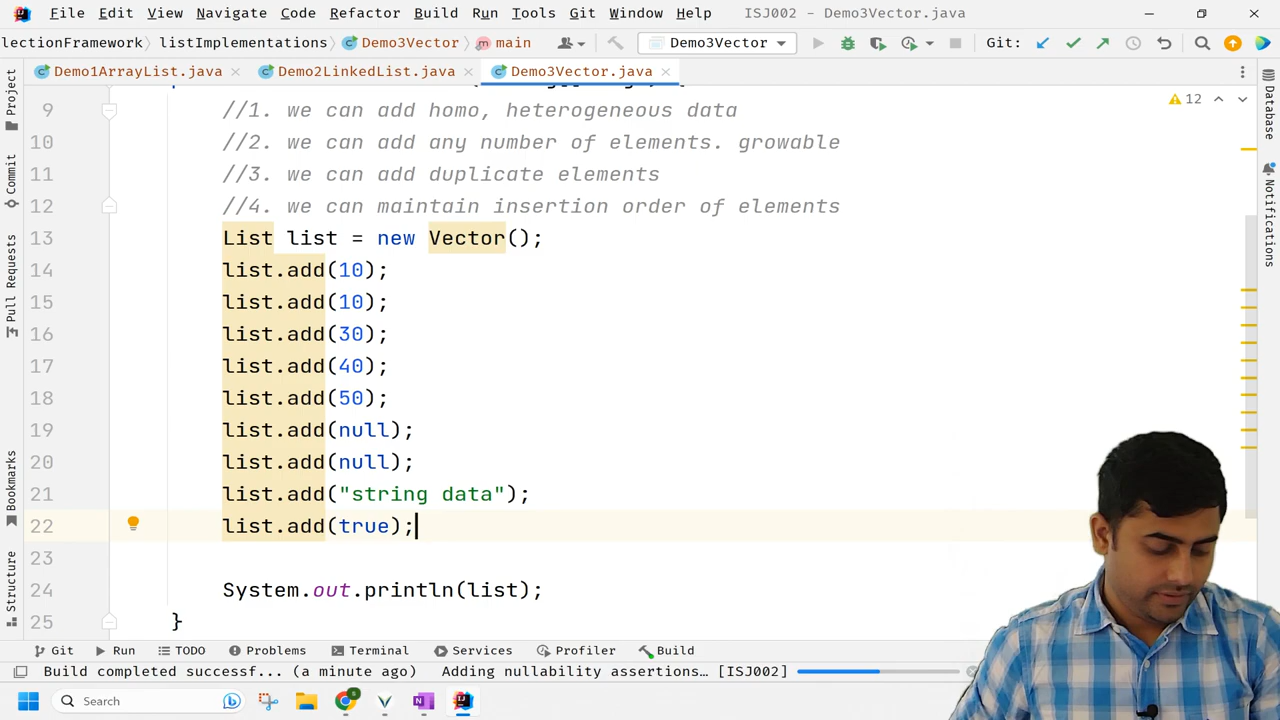 File Edit View Navigate Code Refactor Build Run Tools Git Window Help ISJ002 - Demo3Vector.java
lectionFramework listImplementations Demo3Vector main Demo3Vector Git:
Demo1ArrayList.java Demo2LinkedList.java Demo3Vector.java
9 //1. we can add homo, heterogeneous data
12
10 //2. we can add any number of elements. growable
11 //3. we can add duplicate elements
12 //4. we can maintain insertion order of elements
13 List list = new Vector();
14 list.add(10);
15 list.add(10);
16 list.add(30);
17 list.add(40);
18 list.add(50);
19 list.add(null);
20 list.add(null);
21 list.add("string data");
22 list.add(true);
23
24 System.out.println(list);
25 }
Project
Commit
Pull Requests
Bookmarks
Structure
Database
Notifications
Git Run TODO Problems Terminal Services Profiler Build
Build completed successf... (a minute ago) Adding nullability assertions… [ISJ002]
Search